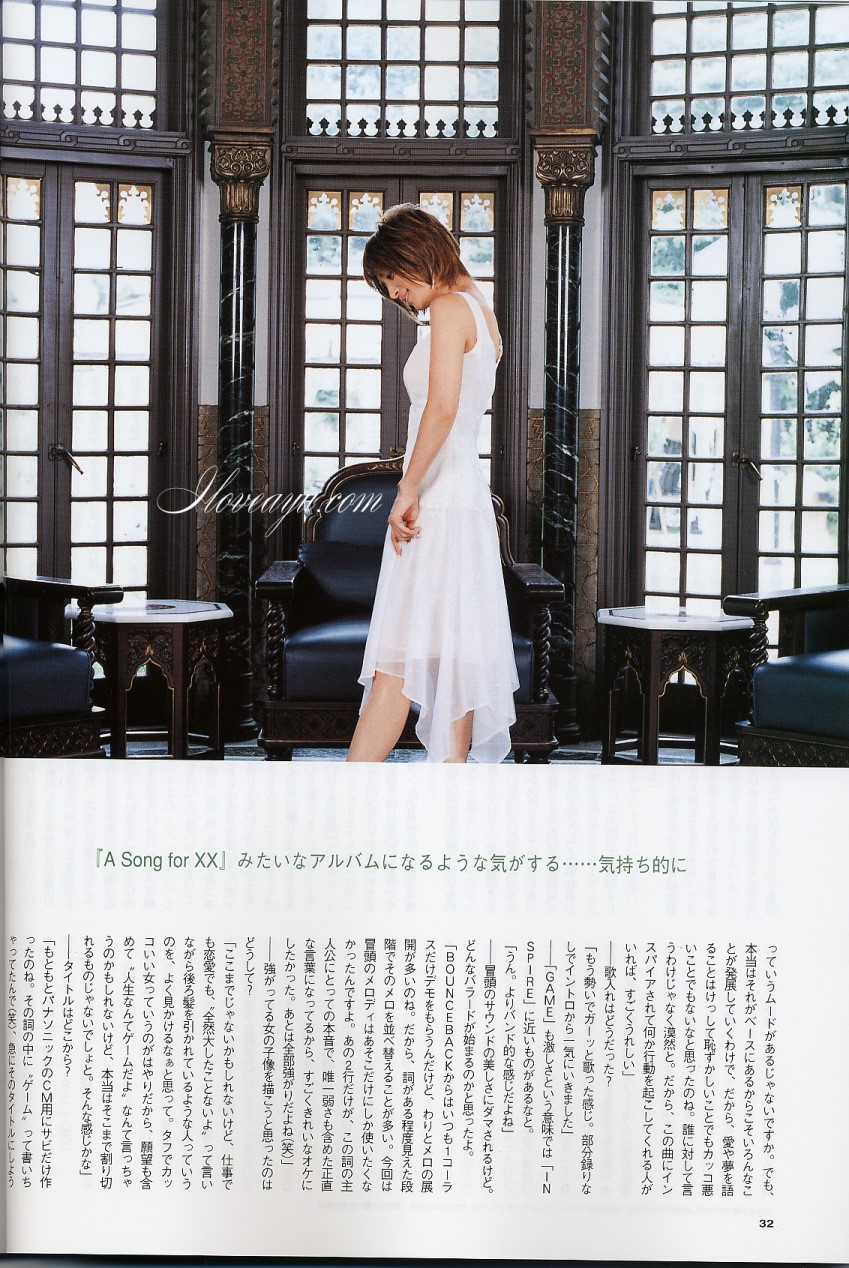 Iloveayu.com
『A Song for XX』みたいなアルバムになるような気がする……気持ち的に
っていうムードがあるじゃないですか。でも、
本当はそれがベースにあるからこそいろんなこ
とが発展していくわけで、だから、愛や夢を語
ることはけっして恥ずかしいことでもカッコ悪
いことでもないなと思ったのね。誰に対して言
うわけじゃなく漠然と。だから、この曲にイン
スパイアされて何か行動を起こしてくれる人が
いれば、すごくうれしい」
──歌入れはどうだった?
「もう勢いでガーッと歌った感じ。部分録りな
しでイントロから一気にいきました」
──「GAME」も激しさという意味では「IN
SPIRE」に近いものがあるなと。
「うん。よりバンド的な感じだよね」
──冒頭のサウンドの美しさにダマされるけど。
どんなバラードが始まるのかと思ったよ。
「BOUNCEBACKからはいつも1コーラ
スだけデモをもらうんだけど、わりとメロの展
開が多いのね。だから、詞がある程度見えた段
階でそのメロを並べ替えることが多い。今回は
冒頭のメロディはあそこだけにしか使いたくな
かったんですよ。あの2行だけが、この詞の主
人公にとっての本音で、唯一弱さも含めた正直
な言葉になってるから、すごくきれいなオケに
したかった。あとは全部強がりだよね(笑)」
──強がってる女の子像を描こうと思ったのは
どうして?
「ここまでじゃないかもしれないけど、仕事で
も恋愛でも、〝全然大したことないよ〟って言い
ながら後ろ髪を引かれているような人っていう
のを、よく見かけるなぁと思って。タフでカッ
コいい女っていうのがはやりだから、願望も含
めて〝人生なんてゲームだよ〟なんて言っちゃ
うのかもしれないけど、本当はそこまで割り切
れるものじゃないでしょと。そんな感じかな」
──タイトルはどこから?
「もともとパナソニックのCM用にサビだけ作
ったのね。その詞の中に〝ゲーム〟って書いち
ゃってたんで(笑)、急にそのタイトルにしよう
32